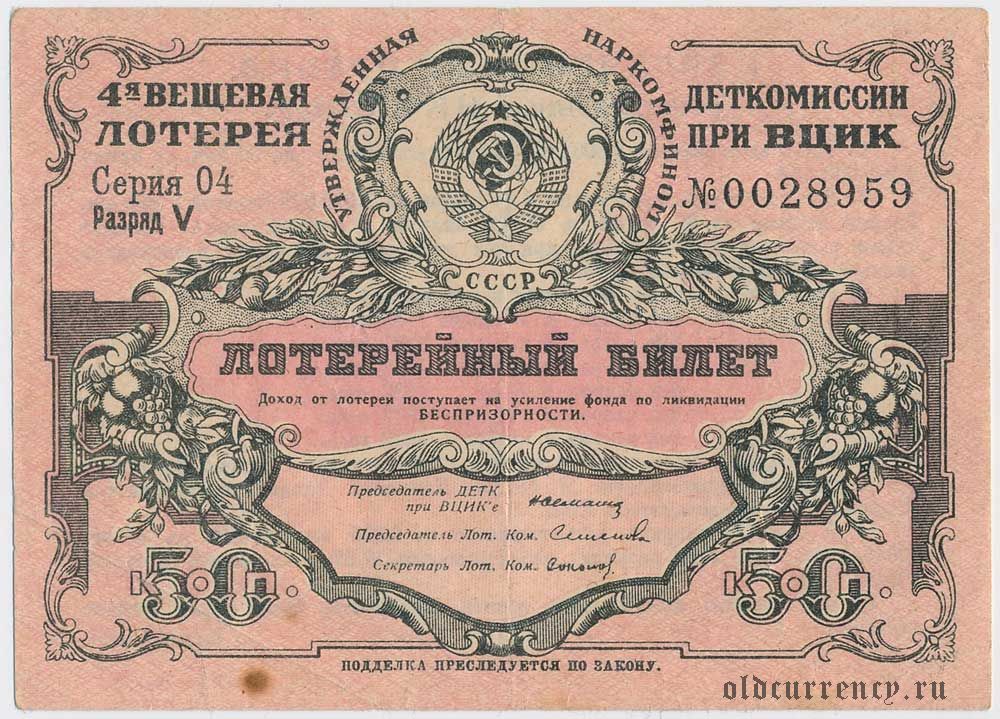 УТВЕРЖДЕННАЯ НАРКОМФИНОМ
4я ВЕЩЕВАЯ
ЛОТЕРЕЯ
Серия 04
Разряд V
ДЕТКОМИССИИ
ПРИ ВЦИК
№0028959
СССР
ЛОТЕРЕЙНЫЙ БИЛЕТ
Доход от лотереи поступает на усиление фонда по ликвидации
БЕСПРИЗОРНОСТИ.
Председатель ДЕТК
при ВЦИК'е
Председатель Лот. Ком. Семенова
Секретарь Лот. Ком.
50 коп.
50 коп.
ПОДДЕЛКА ПРЕСЛЕДУЕТСЯ ПО ЗАКОНУ.
oldcurrency.ru